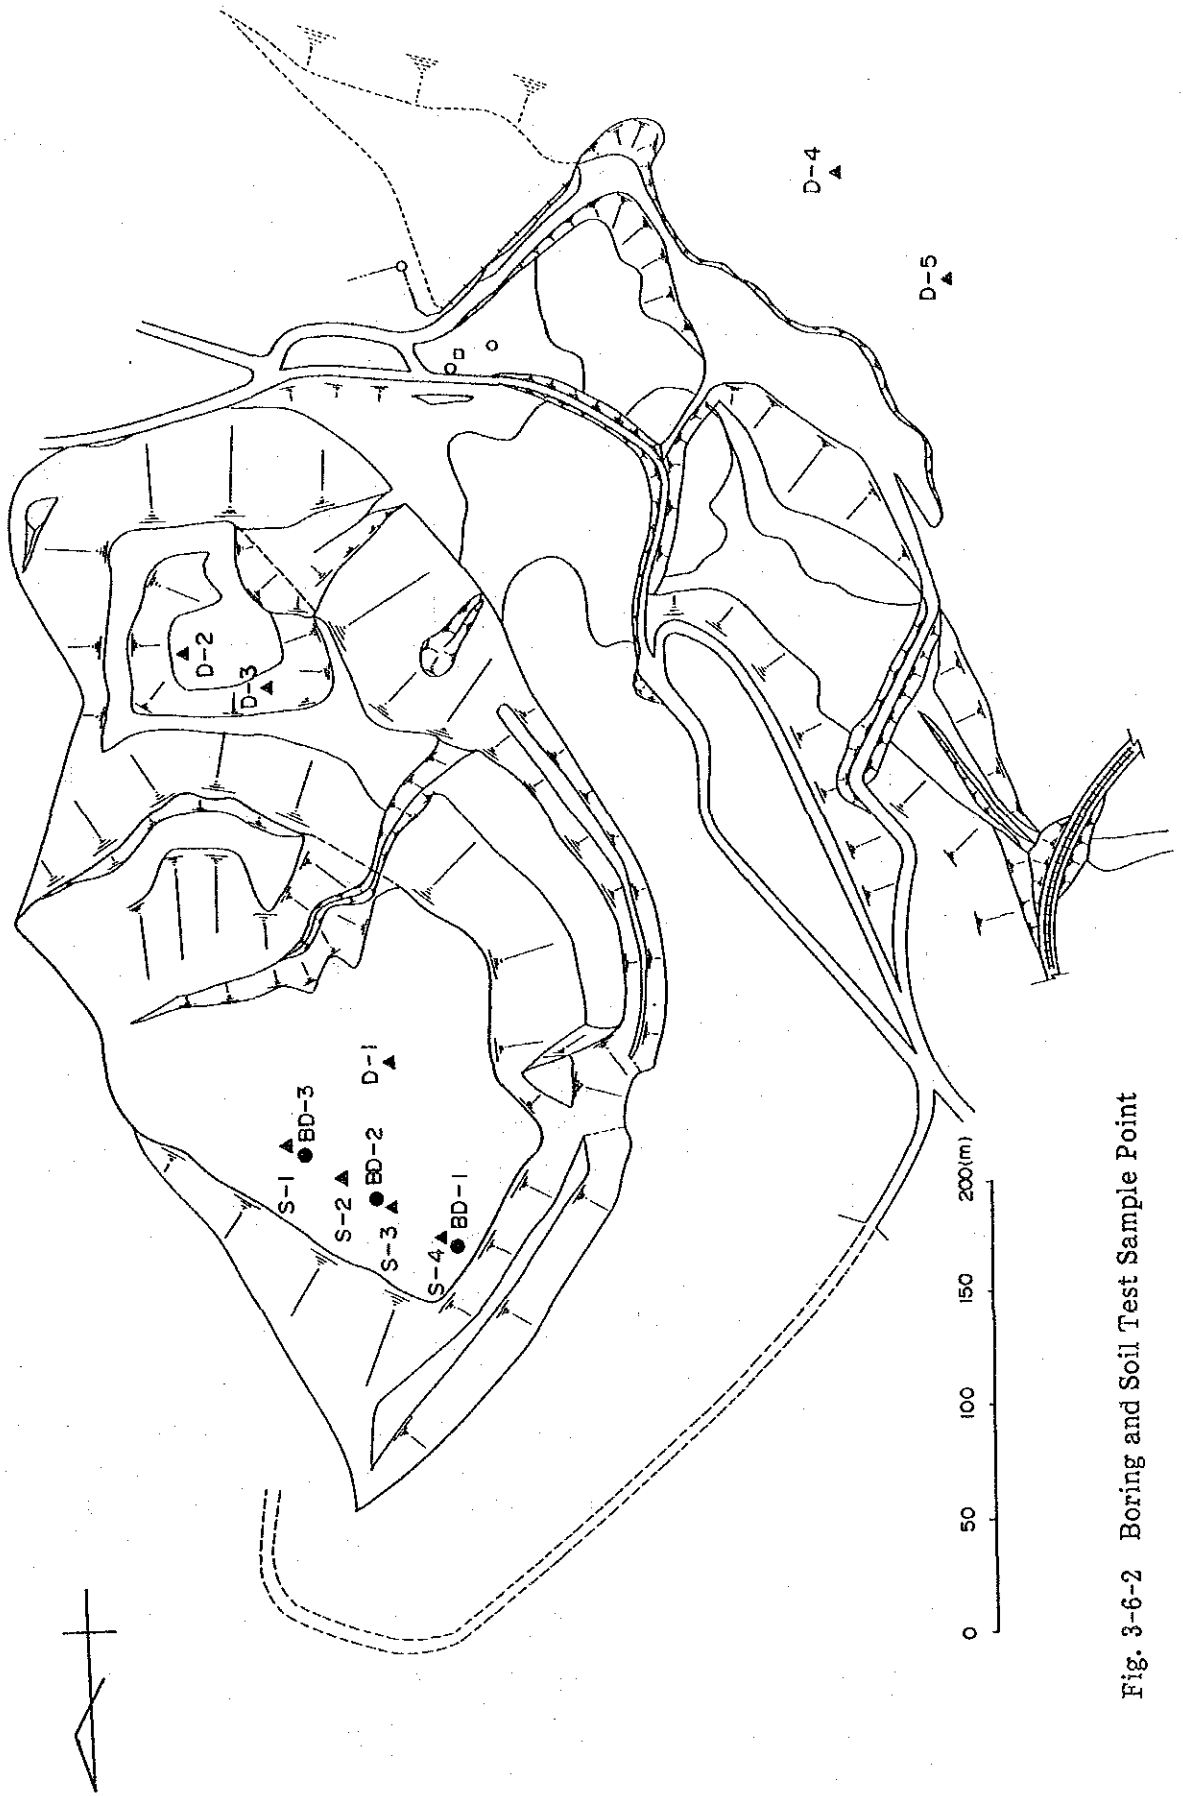 D-4
D-5
D-2
D-3
D-1
BD-3
S-1
BD-2
S-2
S-3
BD-1
S-4
0 50 100 150 200(m)
Fig. 3-6-2 Boring and Soil Test Sample Point